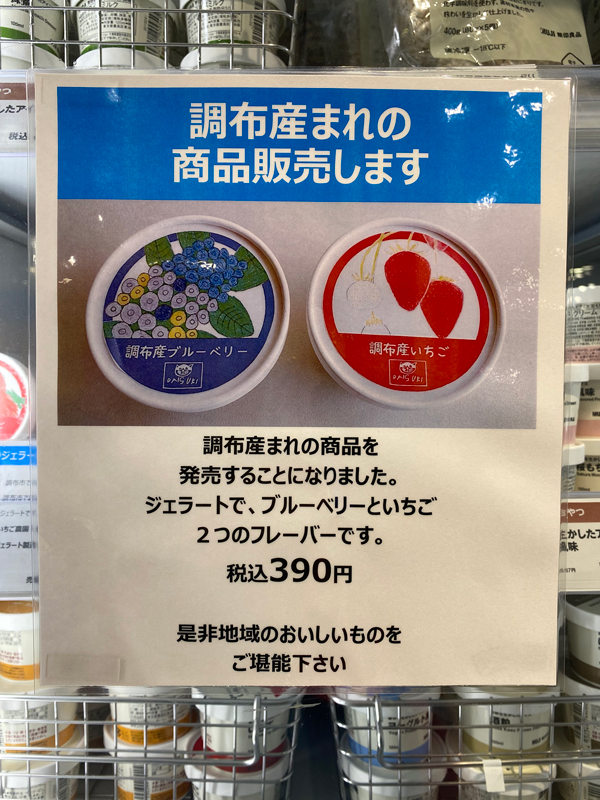 調布産まれの
商品販売します
調布産ブルーベリー
調布産いちご
調布産まれの商品を
発売することになりました。
ジェラートで、ブルーベリーといちご
２つのフレーバーです。
税込390円
是非地域のおいしいものを
ご堪能下さい